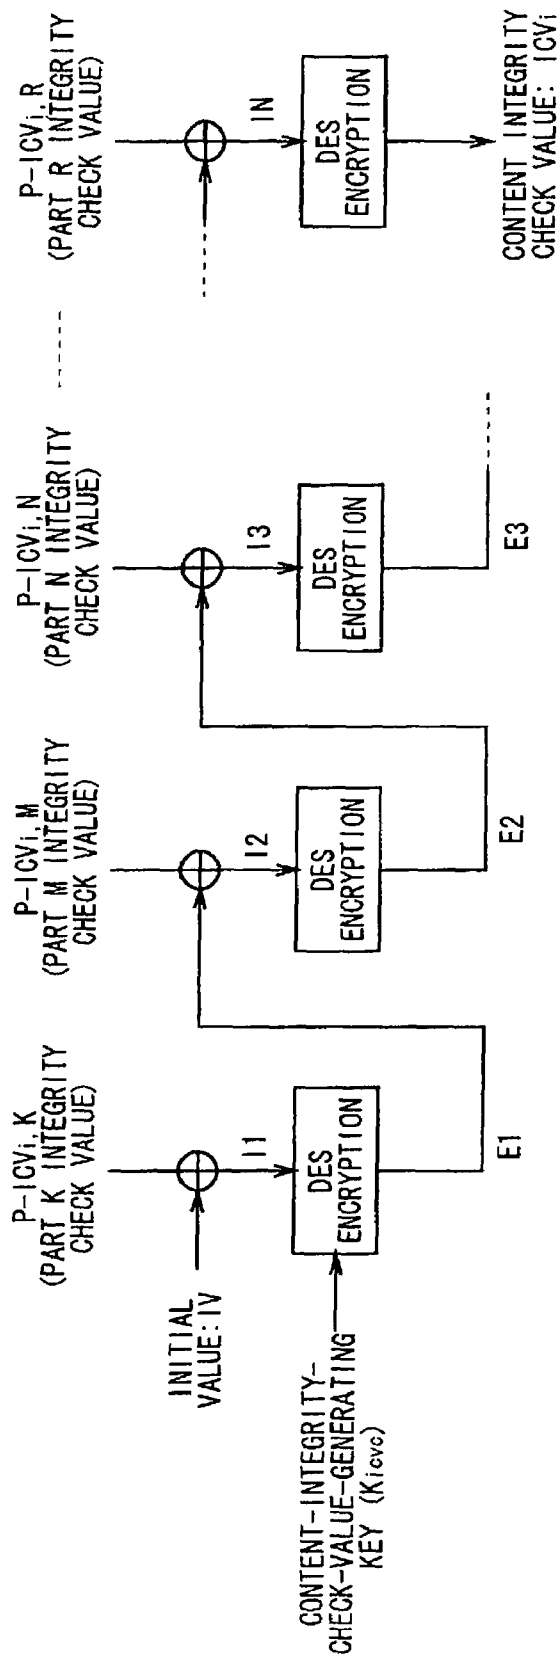 P-ICVi,K
(PART K INTEGRITY
CHECK VALUE)
P-ICVi,M
(PART M INTEGRITY
CHECK VALUE)
P-ICVi,N
(PART N INTEGRITY
CHECK VALUE)
P-ICVi,R
(PART R INTEGRITY
CHECK VALUE)
INITIAL
VALUE:IV
I1
I2
I3
IN
CONTENT-INTEGRITY-
CHECK-VALUE-GENERATING
KEY (Kicvc)
DES
ENCRYPTION
DES
ENCRYPTION
DES
ENCRYPTION
DES
ENCRYPTION
E1
E2
E3
CONTENT INTEGRITY
CHECK VALUE: ICVi